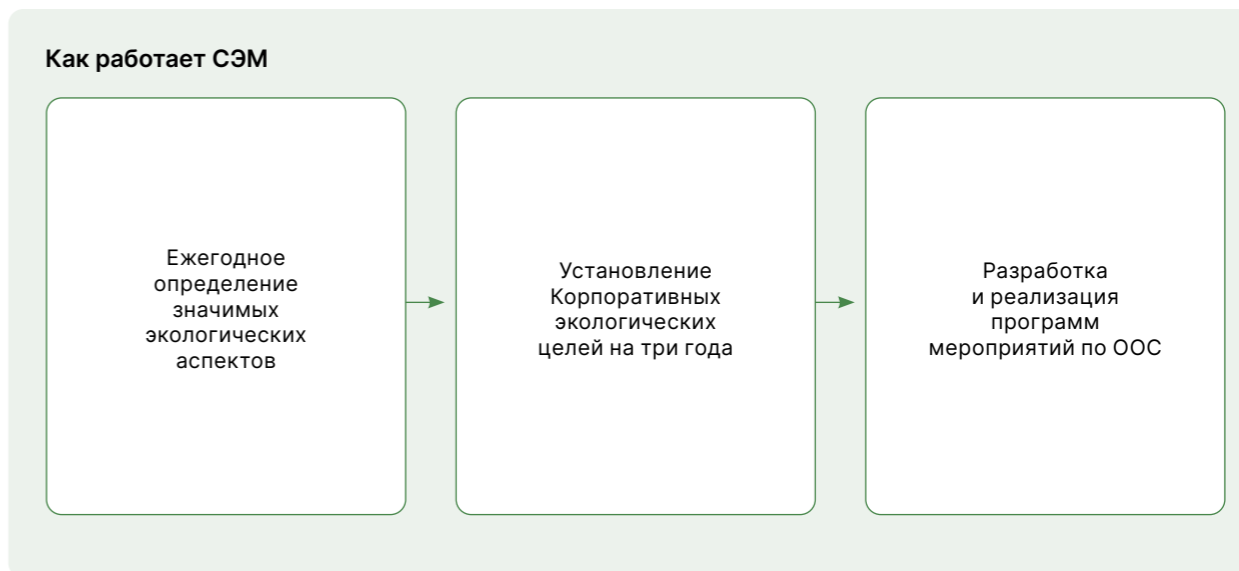 Как работает СЭМ
Ежегодное
определение
значимых
экологических
аспектов
Установление
Корпоративных
экологических
целей на три года
Разработка
и реализация
программ
мероприятий по ООС